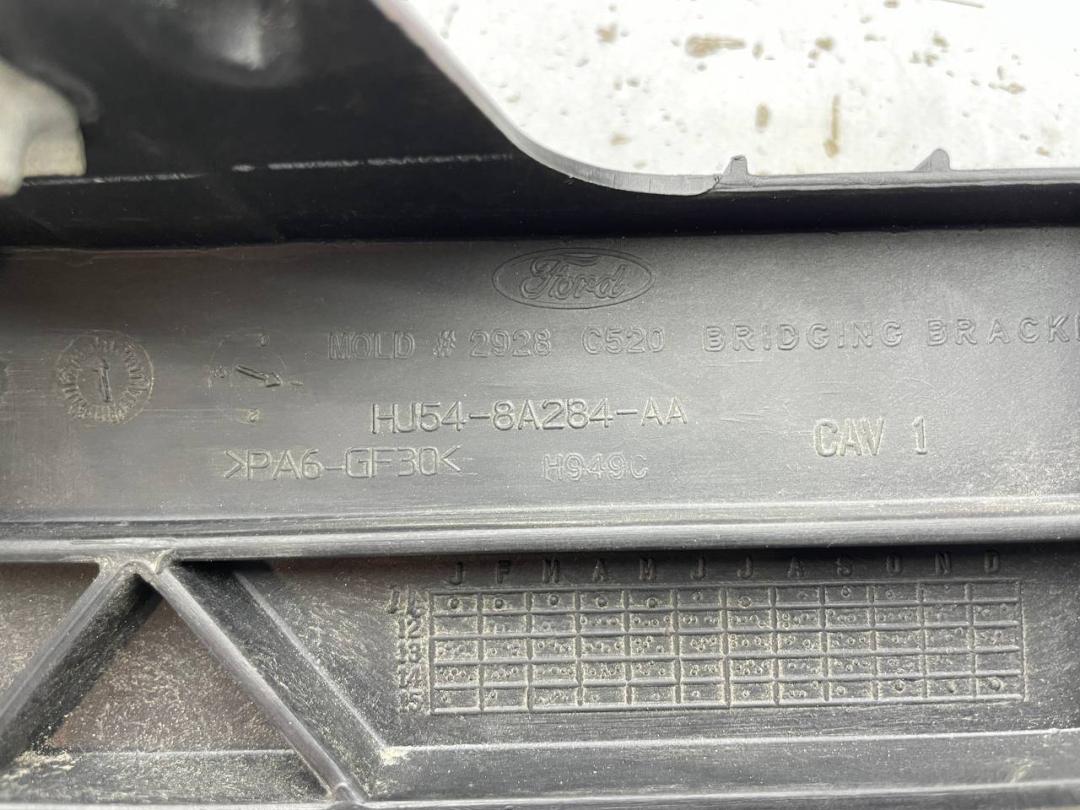 Ford
MOLD # 2928 C520 BRIDGING BRACK
HJ54-8A284-AA
CAV 1
>PA6-GF30<
H949C
J F M A M J J A S O N D
11
12
13
14
15